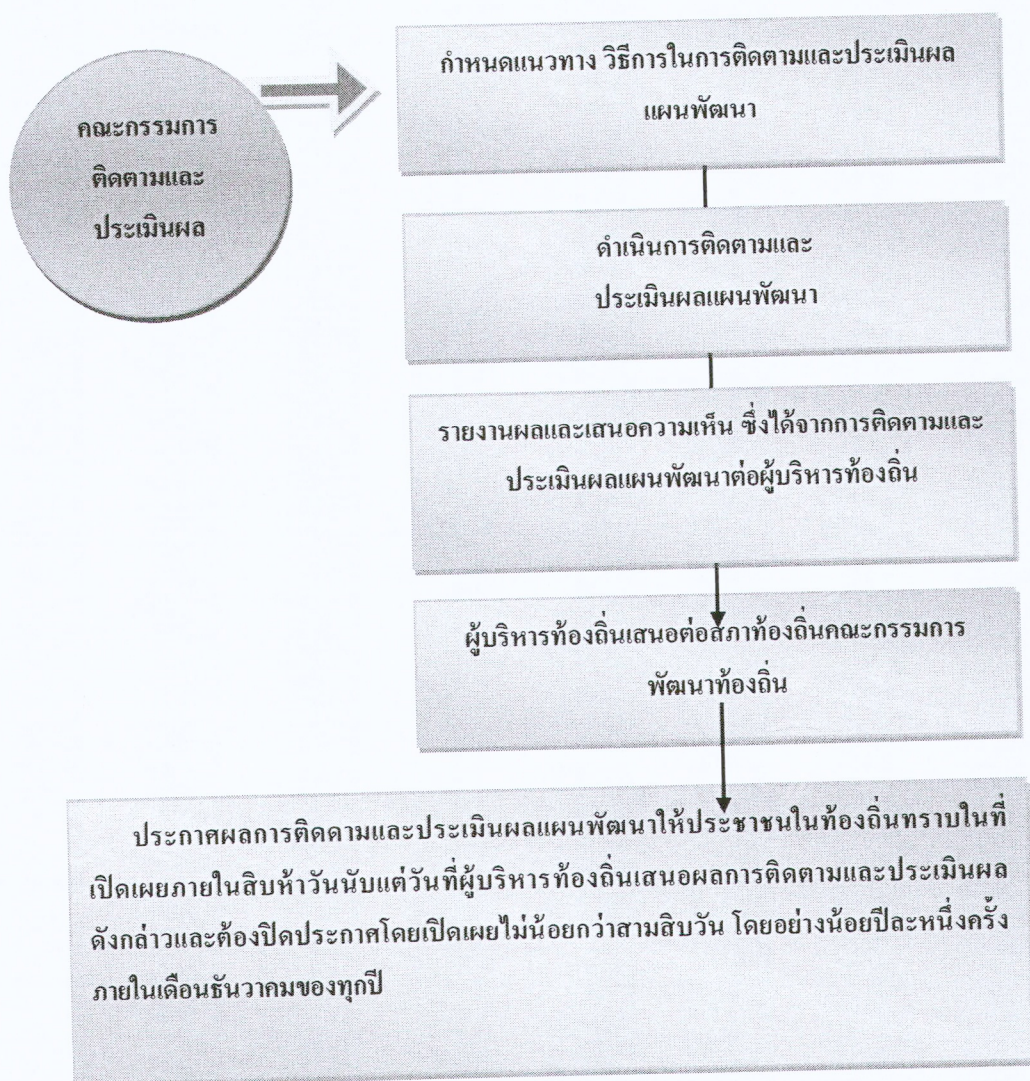 คณะกรรมการ
ติดตามและ
ประเมินผล
กำหนดแนวทาง วิธีการในการติดตามและประเมินผล
แผนพัฒนา
ดำเนินการติดตามและ
ประเมินผลแผนพัฒนา
รายงานผลและเสนอความเห็น ซึ่งได้จากการติดตามและ
ประเมินผลแผนพัฒนาต่อผู้บริหารท้องถิ่น
ผู้บริหารท้องถิ่นเสนอต่อสภาท้องถิ่นคณะกรรมการ
พัฒนาท้องถิ่น
ประกาศผลการติดตามและประเมินผลแผนพัฒนาให้ประชาชนในท้องถิ่นทราบในที่
เปิดเผยภายในสิบห้าวันนับแต่วันที่ผู้บริหารท้องถิ่นเสนอผลการติดตามและประเมินผล
ดังกล่าวและต้องปิดประกาศโดยเปิดเผยไม่น้อยกว่าสามสิบวัน โดยอย่างน้อยปีละหนึ่งครั้ง
ภายในเดือนธันวาคมของทุกปี